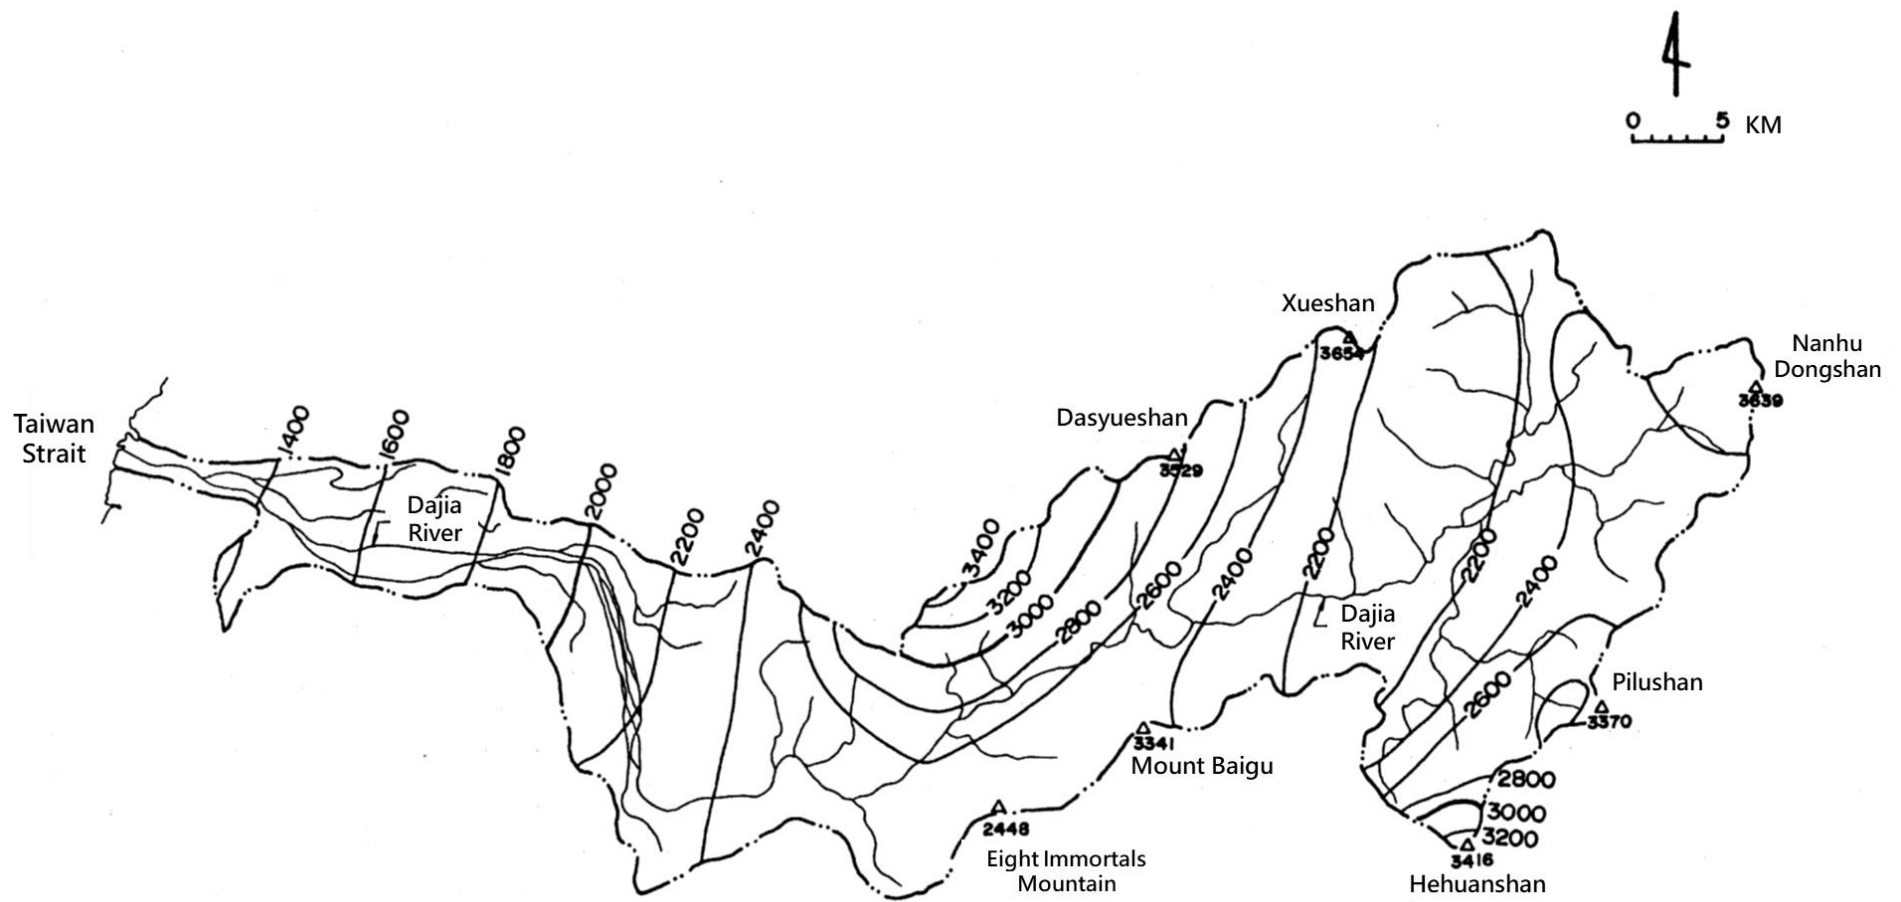 0 5 KM
Xueshan
3654
Nanhu
Dongshan
3639
Dasyueshan
3529
Taiwan
Strait
1400
1600
1800
2000
2200
2400
Dajia
River
3400
3200
3000
2800
2600
2400
2200
2200
2400
2600
Dajia
River
Pilushan
3370
3341
Mount Baigu
2448
Eight Immortals
Mountain
2800
3000
3200
3416
Hehuanshan